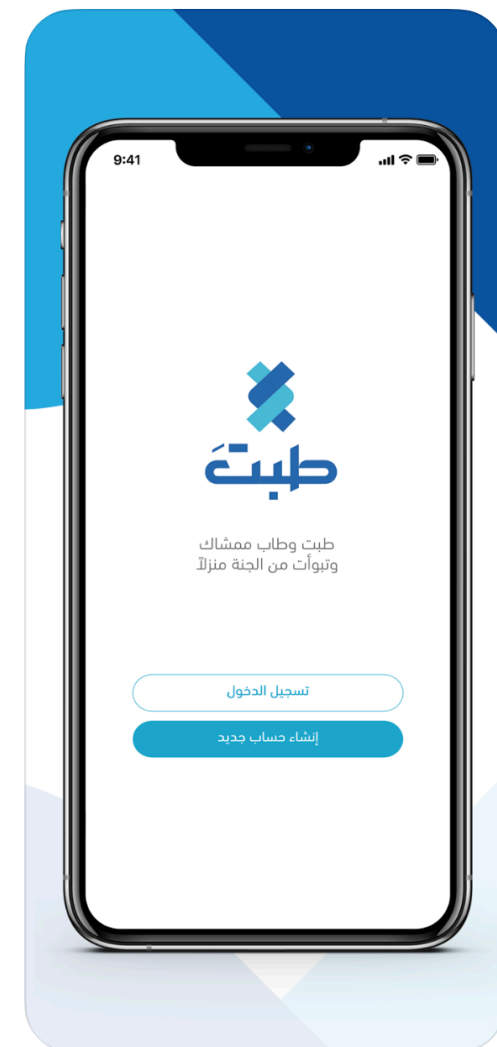 9:41
طبتَ
طبت وطاب ممشاك
وتبوأت من الجنة منزلاً
تسجيل الدخول
إنشاء حساب جديد